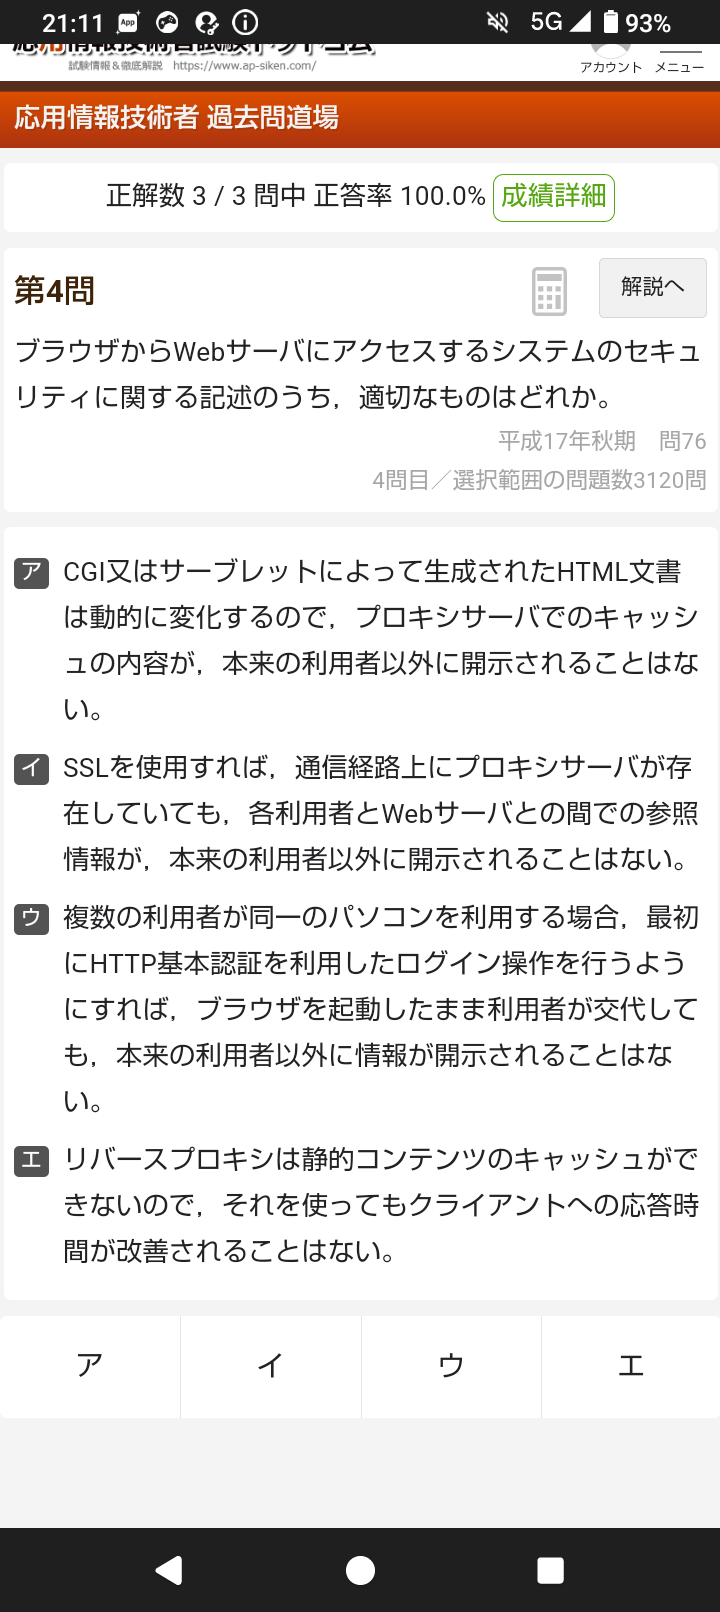 21:11 App 5G 93%
応用情報技術者試験ドットコム
試験情報＆徹底解説 https://www.ap-siken.com/
アカウント メニュー
応用情報技術者 過去問道場
正解数 3 / 3 問中 正答率 100.0% 成績詳細
第4問 解説へ
ブラウザからWebサーバにアクセスするシステムのセキュ
リティに関する記述のうち，適切なものはどれか。
平成17年秋期　問76
4問目／選択範囲の問題数3120問
ア CGI又はサーブレットによって生成されたHTML文書
は動的に変化するので，プロキシサーバでのキャッシ
ュの内容が，本来の利用者以外に開示されることはな
い。
イ SSLを使用すれば，通信経路上にプロキシサーバが存
在していても，各利用者とWebサーバとの間での参照
情報が，本来の利用者以外に開示されることはない。
ウ 複数の利用者が同一のパソコンを利用する場合，最初
にHTTP基本認証を利用したログイン操作を行うよう
にすれば，ブラウザを起動したまま利用者が交代して
も，本来の利用者以外に情報が開示されることはな
い。
エ リバースプロキシは静的コンテンツのキャッシュがで
きないので，それを使ってもクライアントへの応答時
間が改善されることはない。
ア イ ウ エ